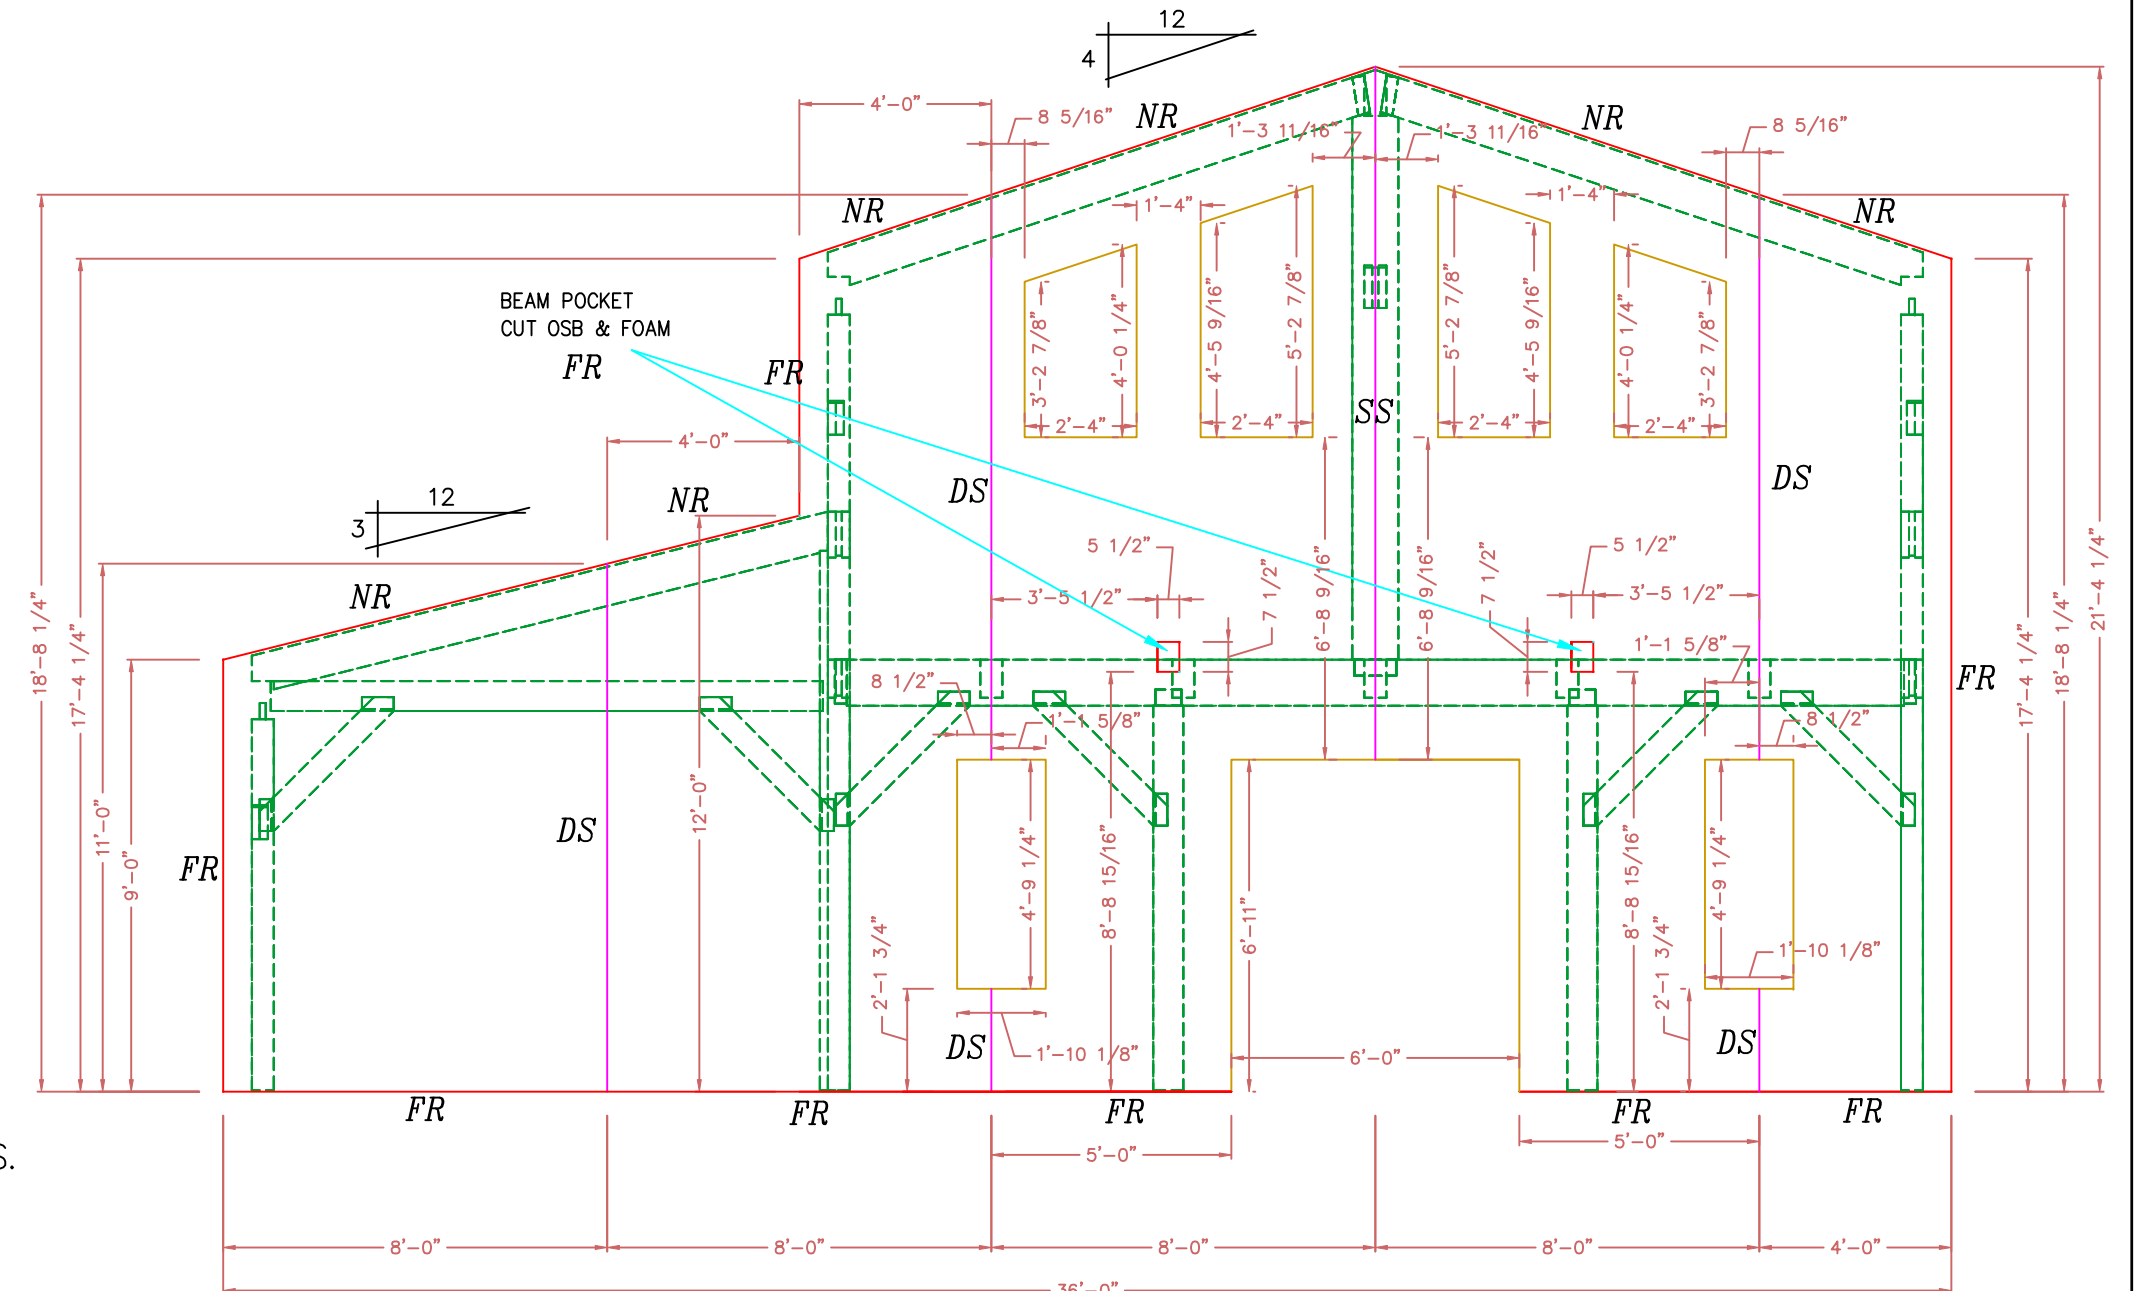 12
4
4'-0"
8 5/16"
NR
1'-3 11/16"
1'-3 11/16"
NR
8 5/16"
NR
1'-4"
1'-4"
NR
BEAM POCKET
CUT OSB & FOAM
FR
FR
3'-2 7/8"
4'-0 1/4"
4'-5 9/16"
5'-2 7/8"
5'-2 7/8"
4'-5 9/16"
4'-0 1/4"
3'-2 7/8"
2'-4"
2'-4"
SS
2'-4"
2'-4"
4'-0"
12
3
NR
DS
DS
NR
5 1/2"
7 1/2"
6'-8 9/16"
6'-8 9/16"
7 1/2"
5 1/2"
3'-5 1/2"
3'-5 1/2"
18'-8 1/4"
17'-4 1/4"
11'-0"
9'-0"
8 1/2"
1'-1 5/8"
1'-1 5/8"
8 1/2"
FR
17'-4 1/4"
18'-8 1/4"
21'-4 1/4"
12'-0"
DS
FR
4'-9 1/4"
8'-8 15/16"
6'-11"
8'-8 15/16"
4'-9 1/4"
2'-1 3/4"
2'-1 3/4"
1'-10 1/8"
DS
1'-10 1/8"
6'-0"
DS
FR
FR
FR
FR
FR
S.
5'-0"
5'-0"
8'-0"
8'-0"
8'-0"
8'-0"
4'-0"
36'-0"